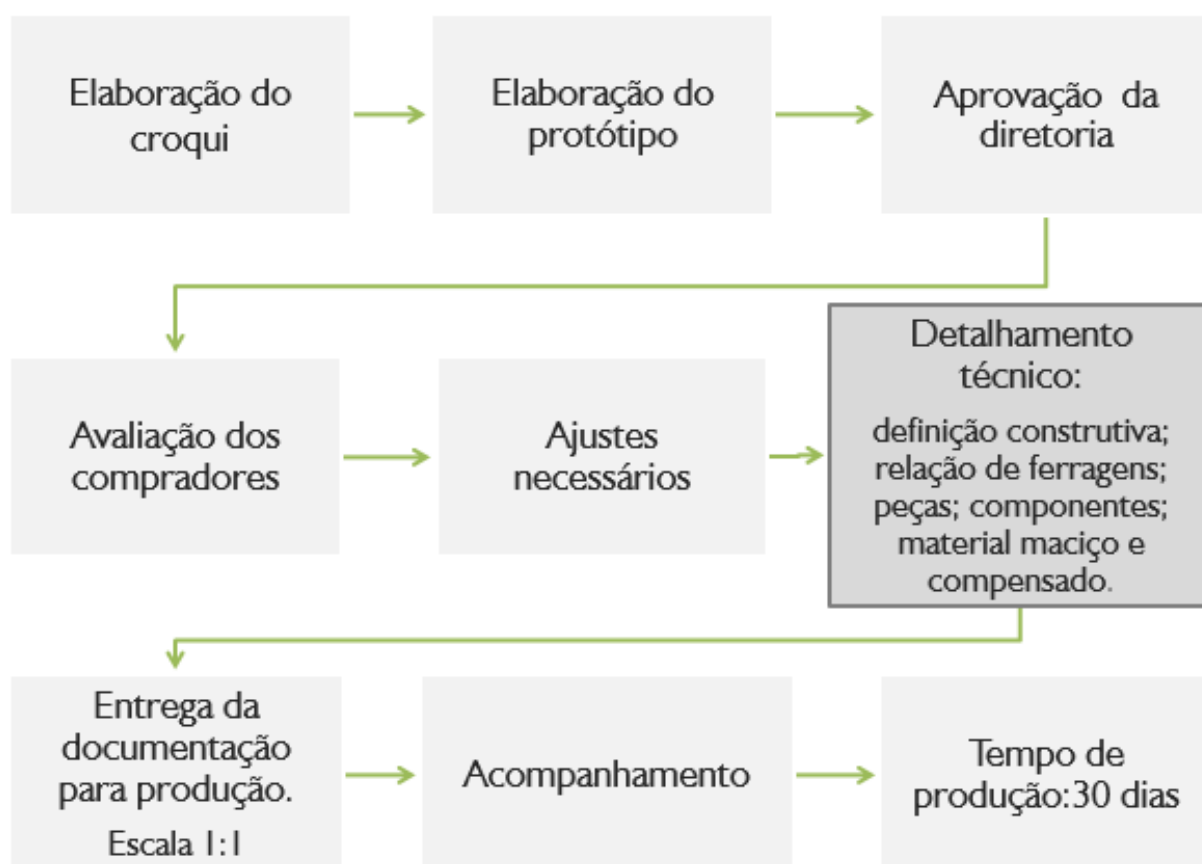 Elaboração do
croqui
Elaboração do
protótipo
Aprovação da
diretoria
Avaliação dos
compradores
Ajustes
necessários
Detalhamento
técnico:
definição construtiva;
relação de ferragens;
peças; componentes;
material maciço e
compensado.
Entrega da
documentação
para produção.
Escala 1:1
Acompanhamento
Tempo de
produção:30 dias